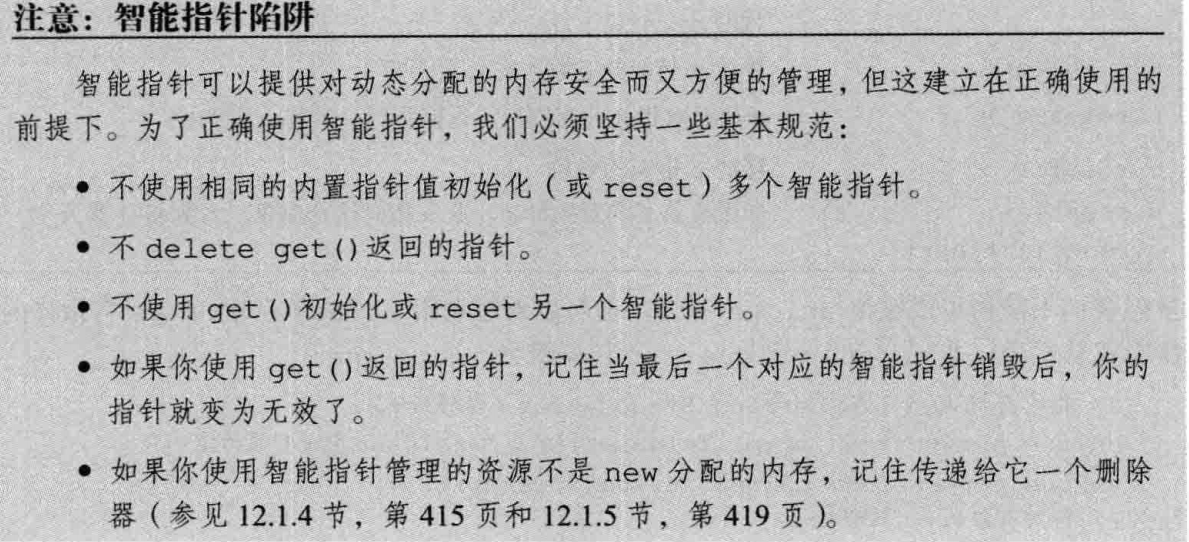 注意：智能指针陷阱
智能指针可以提供对动态分配的内存安全而又方便的管理，但这建立在正确使用的
前提下。为了正确使用智能指针，我们必须坚持一些基本规范：
● 不使用相同的内置指针值初始化（或 reset）多个智能指针。
● 不 delete get()返回的指针。
● 不使用 get()初始化或 reset 另一个智能指针。
● 如果你使用 get()返回的指针，记住当最后一个对应的智能指针销毁后，你的
指针就变为无效了。
● 如果你使用智能指针管理的资源不是 new 分配的内存，记住传递给它一个删除
器（参见 12.1.4 节，第 415 页和 12.1.5 节，第 419 页）。